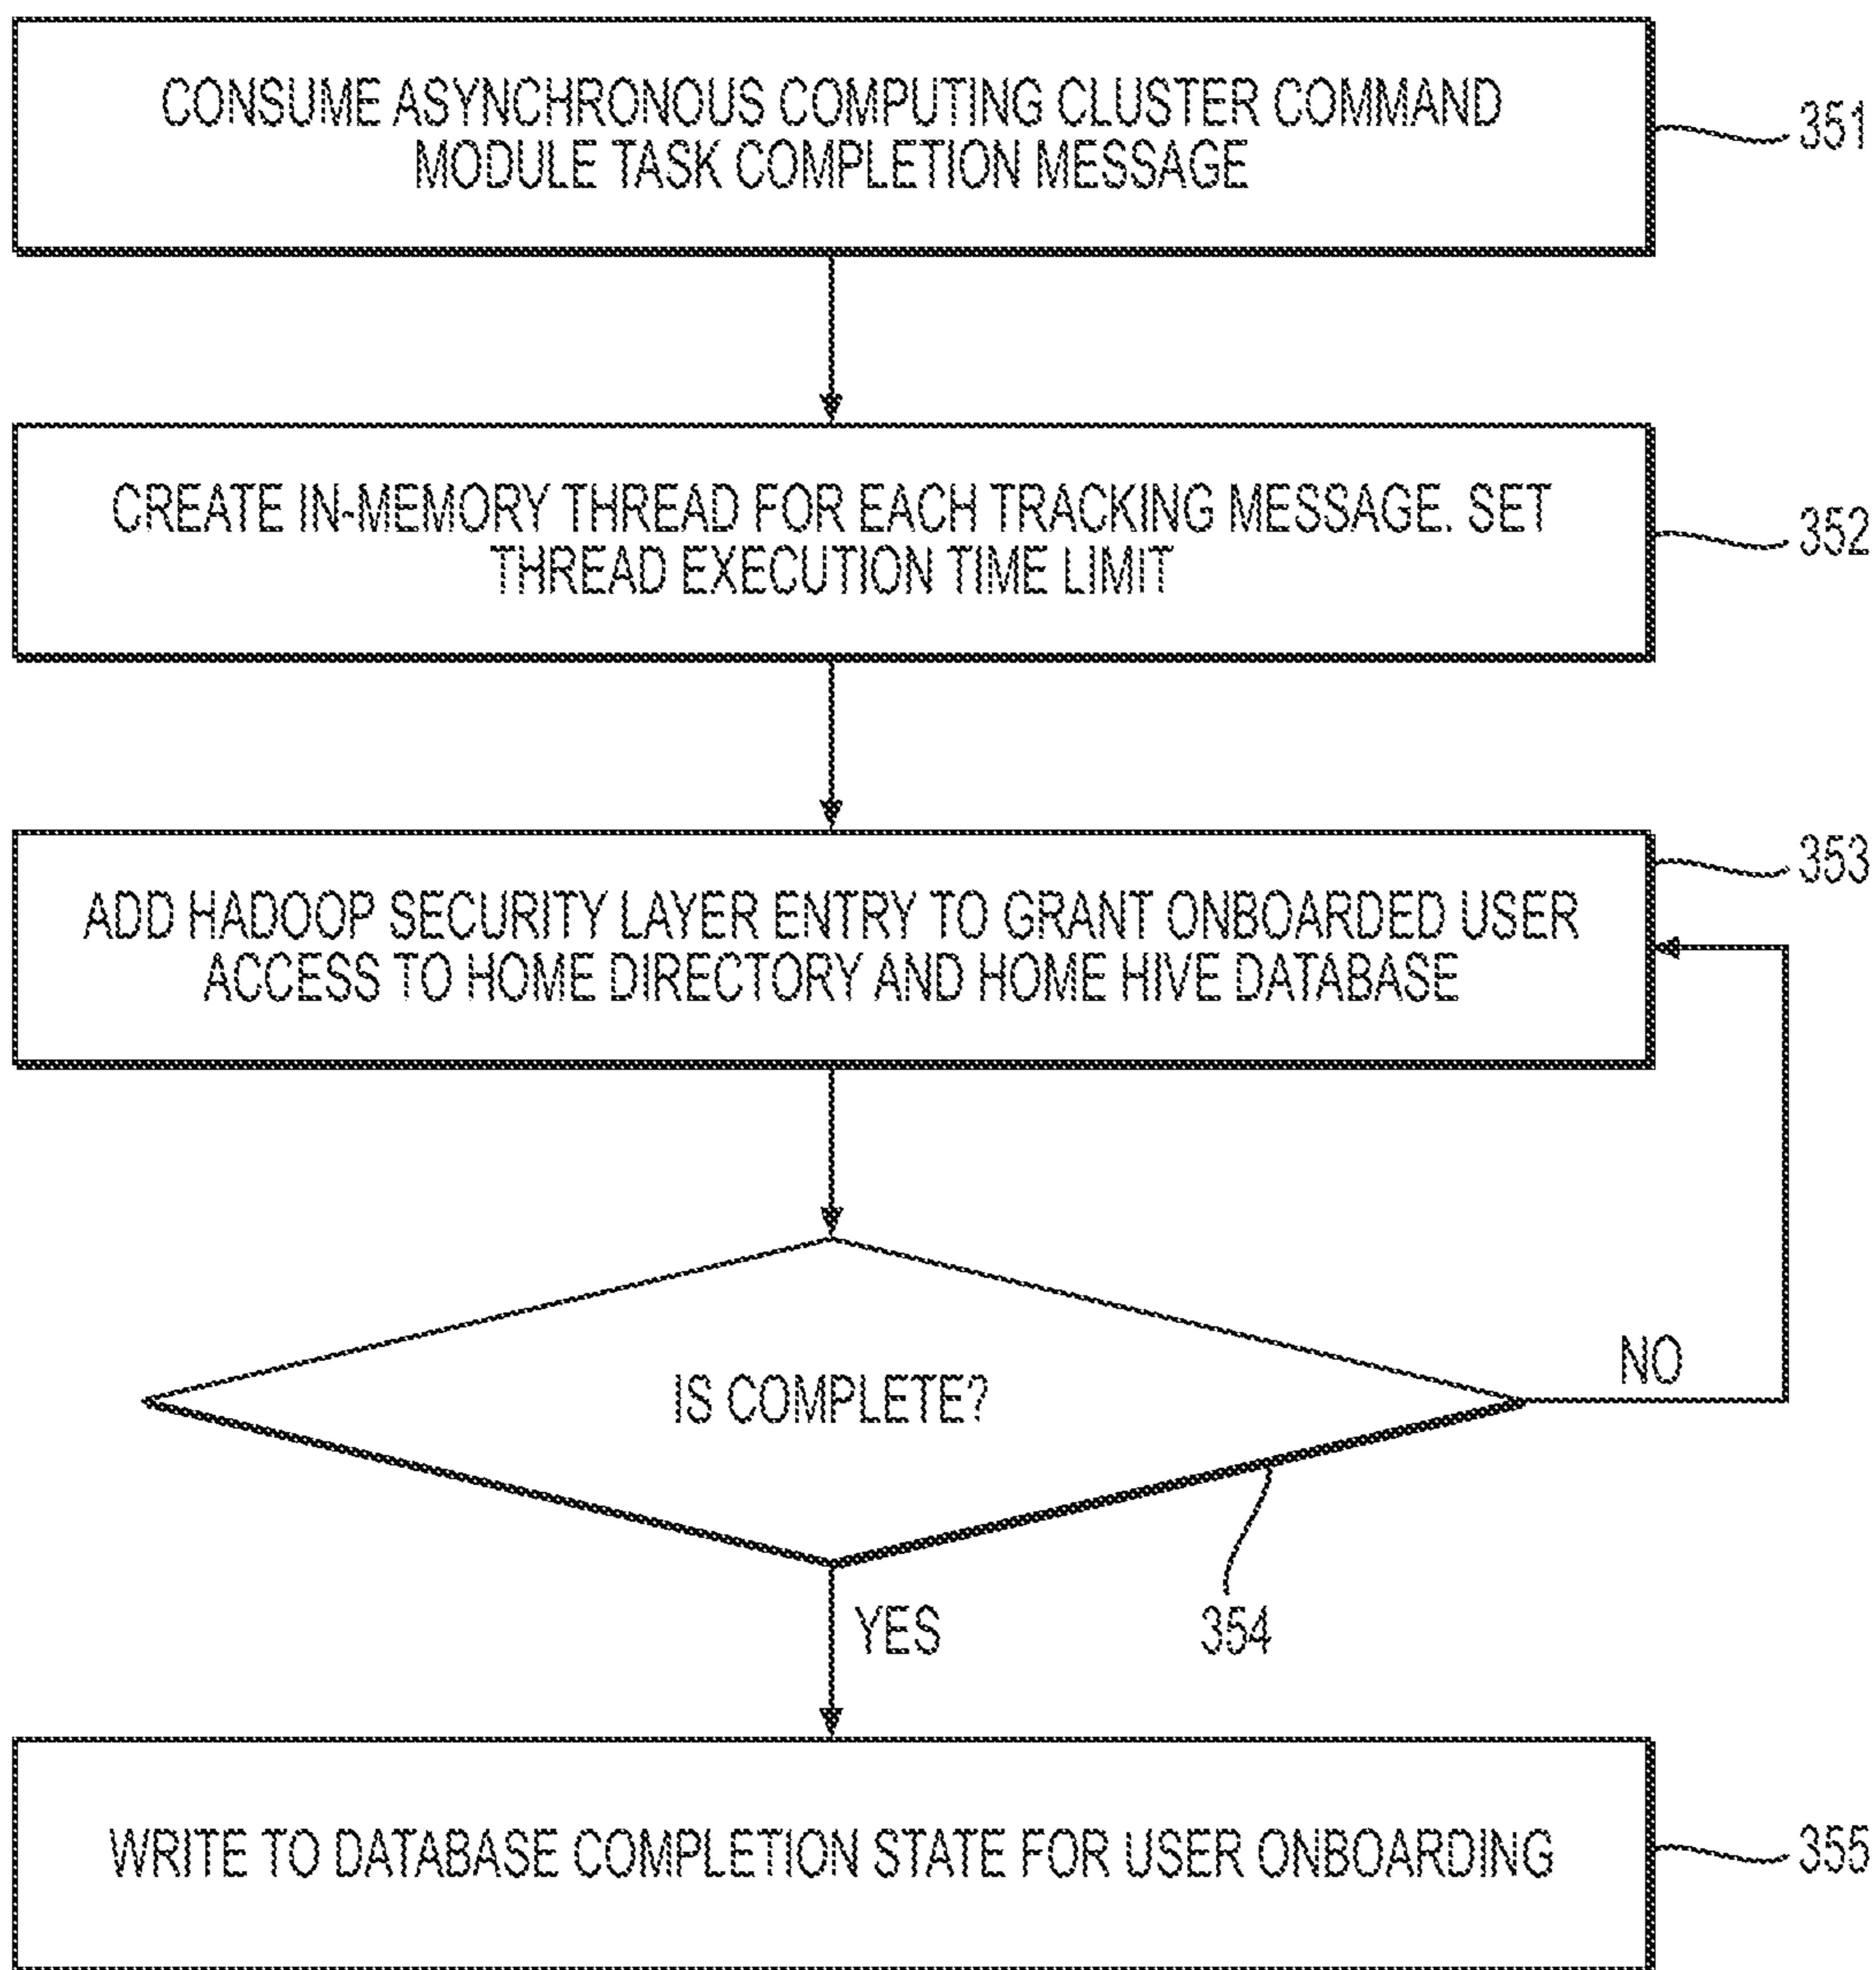 CONSUME ASYNCHRONOUS COMPUTING CLUSTER COMMAND
MODULE TASK COMPLETION MESSAGE
351
CREATE IN-MEMORY THREAD FOR EACH TRACKING MESSAGE. SET
THREAD EXECUTION TIME LIMIT
352
353
ADD HADOOP SECURITY LAYER ENTRY TO GRANT ONBOARDED USER
ACCESS TO HOME DIRECTORY AND HOME HIVE DATABASE
NO
IS COMPLETE?
YES
354
WRITE TO DATABASE COMPLETION STATE FOR USER ONBOARDING
355